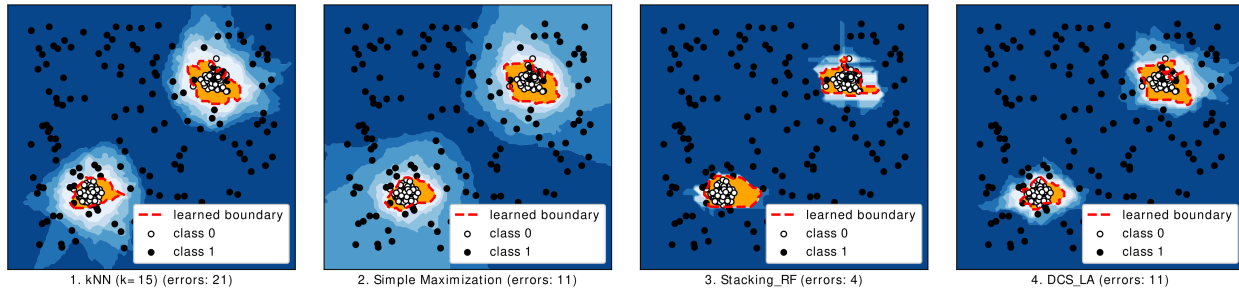 learned boundary
class 0
class 1
1. kNN (k= 15) (errors: 21)
learned boundary
class 0
class 1
2. Simple Maximization (errors: 11)
learned boundary
class 0
class 1
3. Stacking_RF (errors: 4)
learned boundary
class 0
class 1
4. DCS_LA (errors: 11)